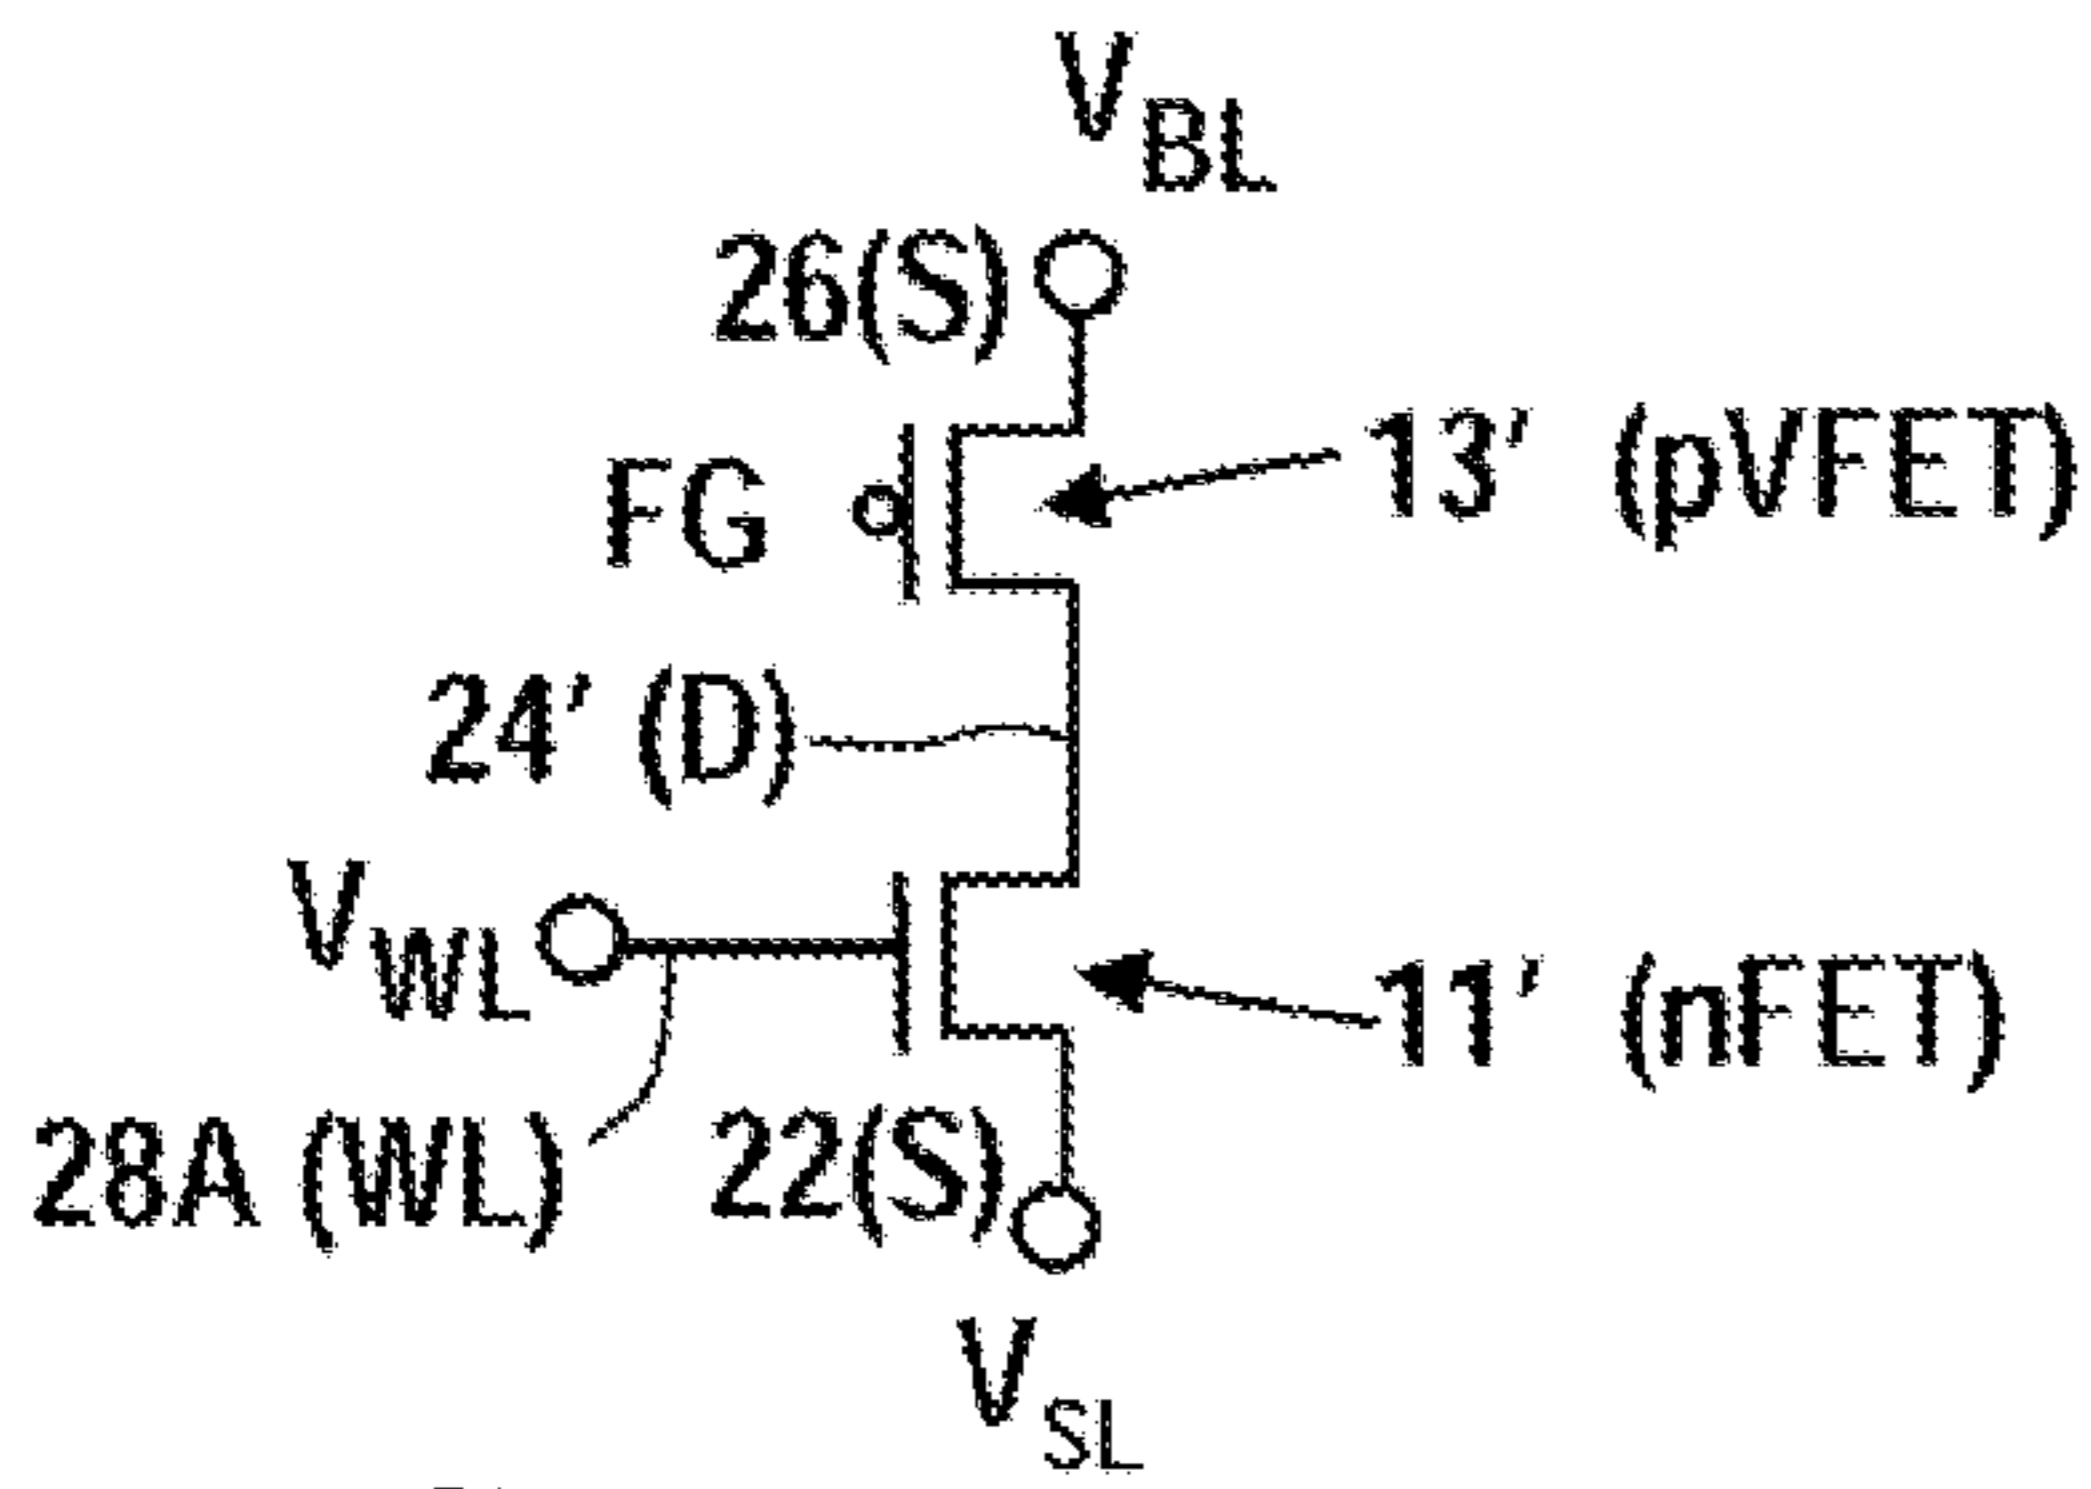 V_BL
26(S)
13′ (pVFET)
FG
24′ (D)
V_WL
11′ (nFET)
28A (WL)
22(S)
V_SL